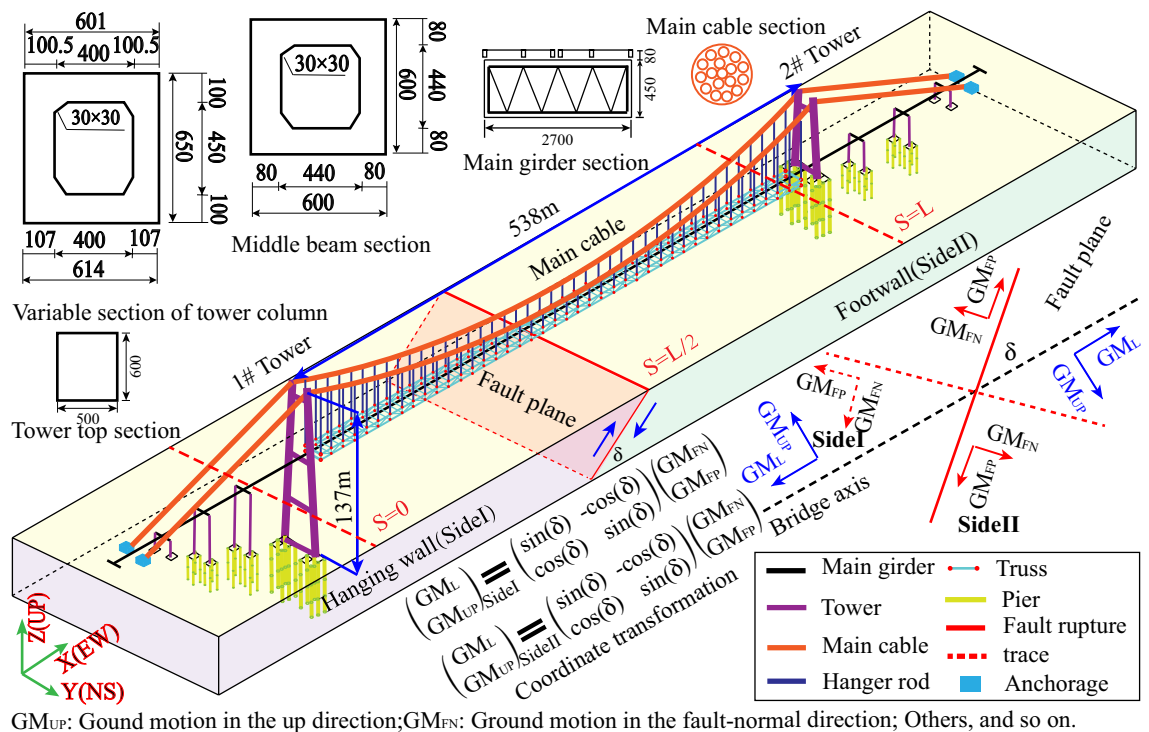 601
100.5 400 100.5
30×30
100
450
100
650
107 400 107
614
Variable section of tower column
30×30
80
440
80
600
80 440 80
600
Middle beam section
80
450
2700
Main girder section
Main cable section
600
500
Tower top section
1# Tower
2# Tower
538m
Main cable
137m
S=0
S=L/2
S=L
Fault plane
δ
Hanging wall(SideI)
Footwall(SideII)
Fault plane
GMFP
GMFN
δ
GML
GMUP
GMFP
GMFN
SideI
GMUP
GML
GMFN
GMFP
SideII
Bridge axis
(GML GMUP)SideI = (sin(δ) -cos(δ) cos(δ) sin(δ)) (GMFN GMFP)
(GML GMUP)SideII = (sin(δ) -cos(δ) cos(δ) sin(δ)) (GMFN GMFP)
Coordinate transformation
Z(UP)
X(EW)
Y(NS)
Main girder
Tower
Main cable
Hanger rod
Truss
Pier
Fault rupture
trace
Anchorage
GMUP: Gound motion in the up direction;GMFN: Ground motion in the fault-normal direction; Others, and so on.